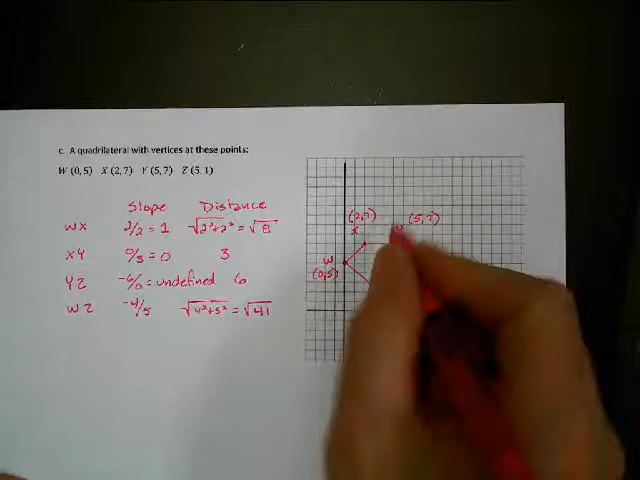 c. A quadrilateral with vertices at these points:
W (0, 5) X (2, 7) Y (5, 7) Z (5, 1)
Slope Distance
WX 2/2 = 1 √2²+2² = √8
XY 0/3 = 0 3
YZ -6/0 = undefined 6
WZ -4/5 √4²+5² = √41
(2,7) (5,7)
X Y
W
(0,5)